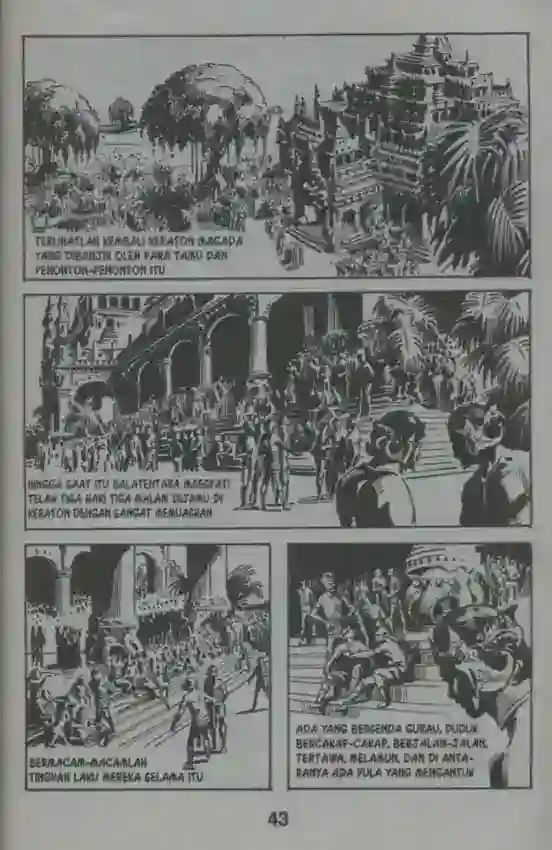 TERLIHATLAH KEMBALI KERATON MAGADA
YANG DIBANJIR OLEH PARA TAMU DAN
PENONTON-PENONTON ITU
HINGGA SAAT ITU BALATENTARA MASSPATI
TELAH TIGA HARI TIGA MALAM DIJAMU DI
KERATON DENGAN SANGAT MEMUASKAN
BERMACAM-MACAMLAH
TINGKAH LAKU MEREKA SELAMA ITU
ADA YANG BERSENDA GURAU, DUDUK
BERCAKAP-CAKAP, BERJALAN-JALAN,
TERTAWA, MELAMUN, DAN DI ANTA-
RANYA ADA PULA YANG MENGANTUK
43